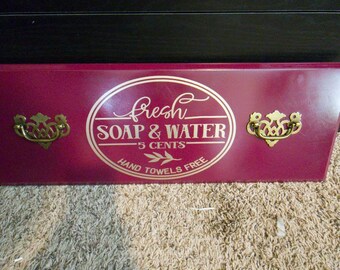 fresh
SOAP & WATER
5 CENTS
HAND TOWELS FREE